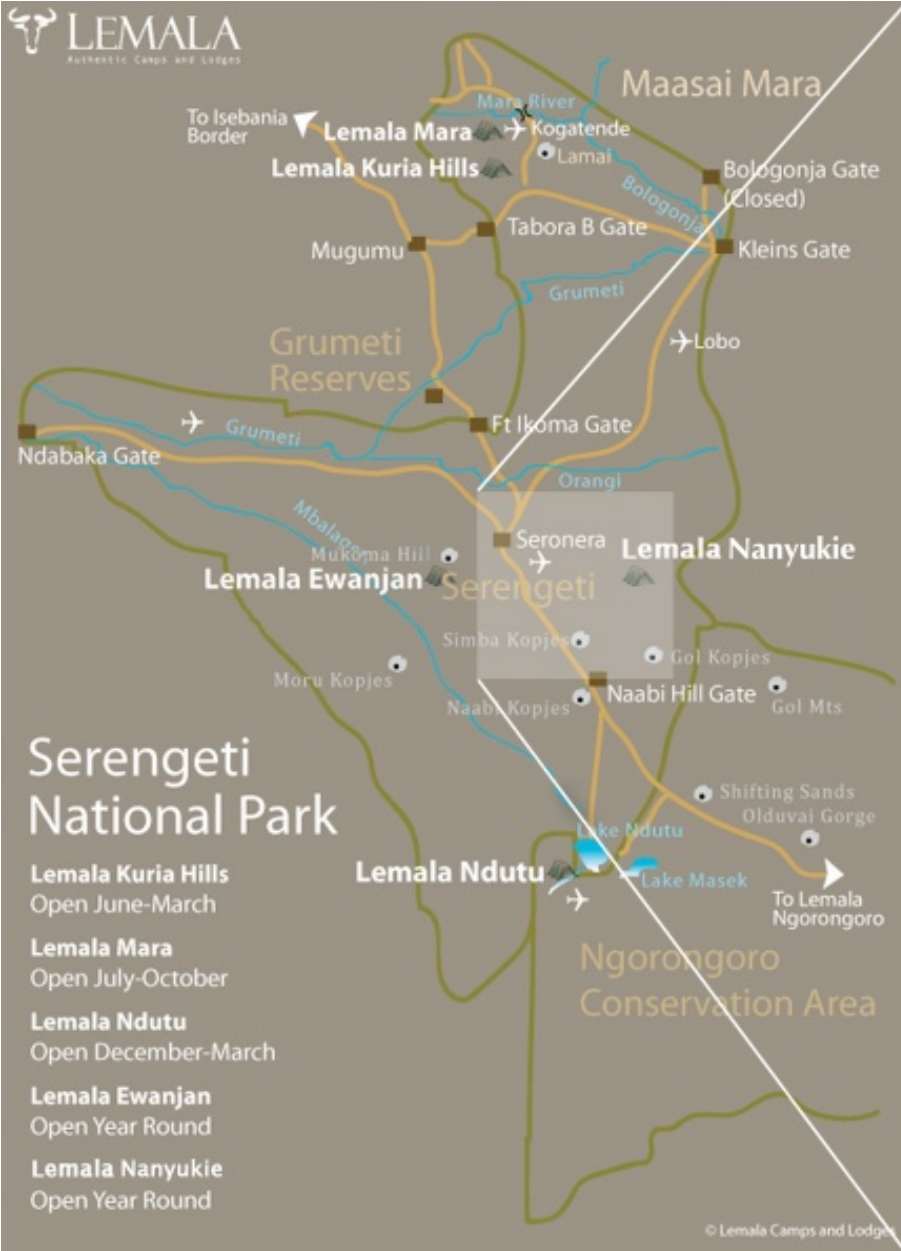 LEMALA
Authentic Camps and Lodges
Maasai Mara
To Isebania
Border
Mara River
Lemala Mara
Kogatende
Lamai
Lemala Kuria Hills
Bologonja Gate
(Closed)
Bologonja
Tabora B Gate
Mugumu
Kleins Gate
Grumeti
Lobo
Grumeti
Reserves
Ft Ikoma Gate
Grumeti
Ndabaka Gate
Orangi
Mbalageti
Seronera
Mukoma Hill
Lemala Nanyukie
Lemala Ewanjan
Serengeti
Simba Kopjes
Gol Kopjes
Moru Kopjes
Naabi Hill Gate
Naabi Kopjes
Gol Mts
Serengeti
National Park
Shifting Sands
Olduvai Gorge
Lake Ndutu
Lemala Ndutu
Lake Masek
To Lemala
Ngorongoro
Lemala Kuria Hills
Open June-March
Lemala Mara
Open July-October
Ngorongoro
Conservation Area
Lemala Ndutu
Open December-March
Lemala Ewanjan
Open Year Round
Lemala Nanyukie
Open Year Round
© Lemala Camps and Lodges